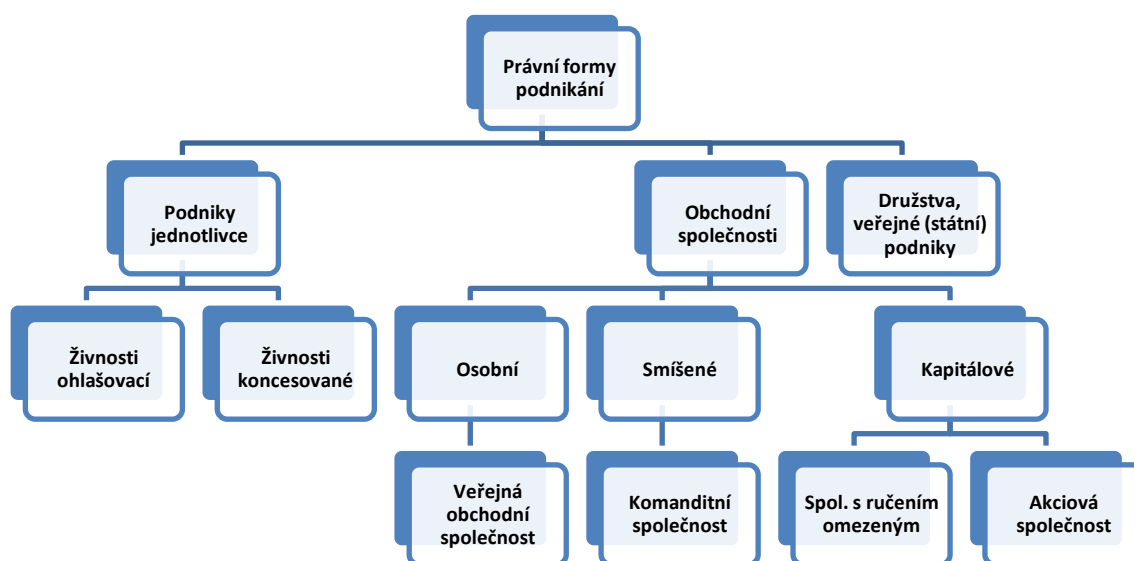 Právní formy
podnikání
Podniky
jednotlivce
Obchodní
společnosti
Družstva,
veřejné (státní)
podniky
Živnosti
ohlašovací
Živnosti
koncesované
Osobní
Smíšené
Kapitálové
Veřejná
obchodní
společnost
Komanditní
společnost
Spol. s ručením
omezeným
Akciová
společnost